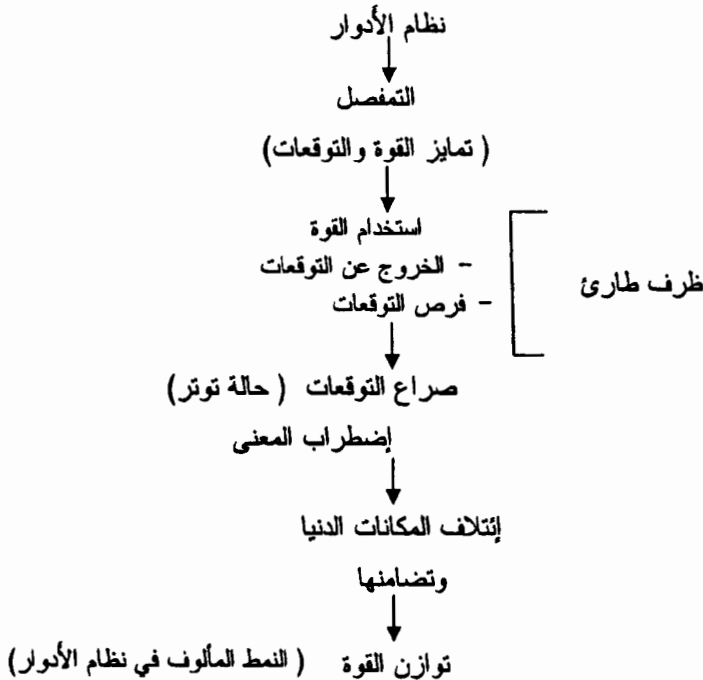 نظام الأدوار
التمفصل
( تمايز القوة والتوقعات)
استخدام القوة
– الخروج عن التوقعات
– فرص التوقعات
ظرف طارئ
صراع التوقعات ( حالة توتر )
إضطراب المعنى
إئتلاف المكانات الدنيا
وتضامنها
توازن القوة ( النمط المألوف في نظام الأدوار)